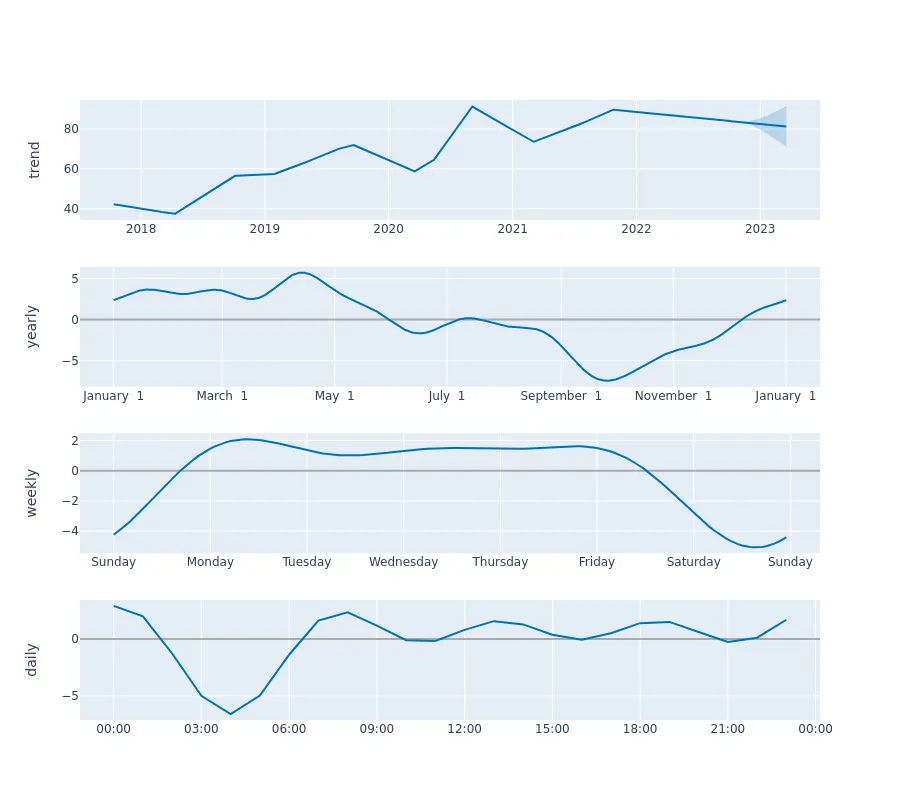 trend
80
60
40
2018 2019 2020 2021 2022 2023
yearly
5
0
−5
January 1 March 1 May 1 July 1 September 1 November 1 January 1
weekly
2
0
−2
−4
Sunday Monday Tuesday Wednesday Thursday Friday Saturday Sunday
daily
0
−5
00:00 03:00 06:00 09:00 12:00 15:00 18:00 21:00 00:00